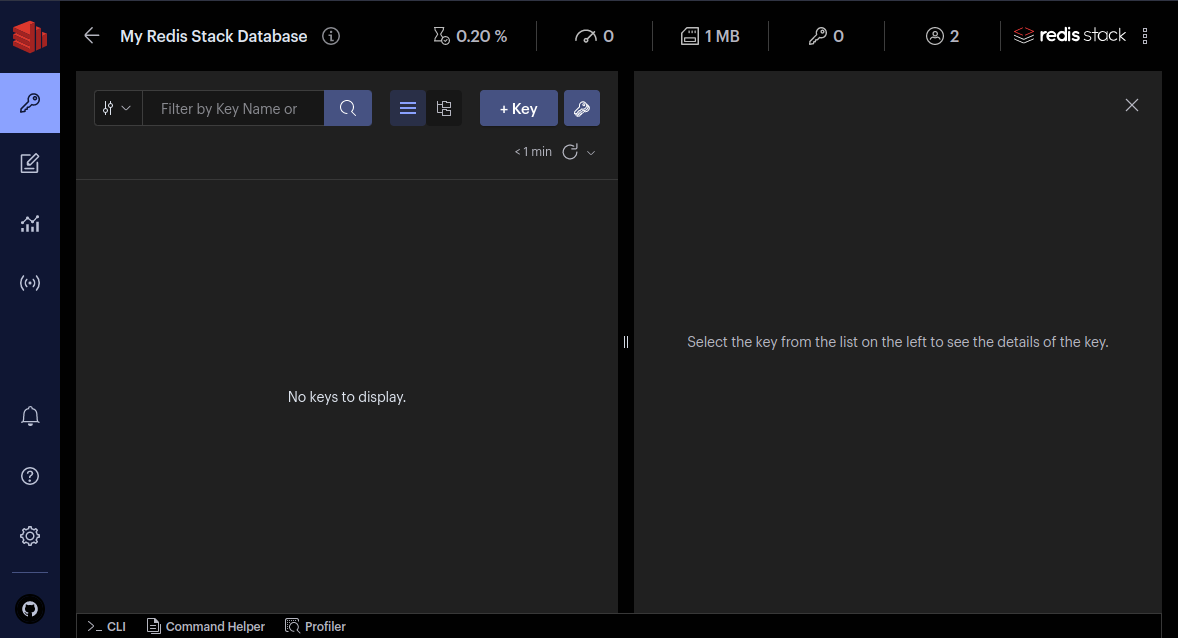 My Redis Stack Database
0.20 %
0
1 MB
0
2
redis stack
Filter by Key Name or
+ Key
< 1 min
No keys to display.
Select the key from the list on the left to see the details of the key.
>_ CLI
Command Helper
Profiler